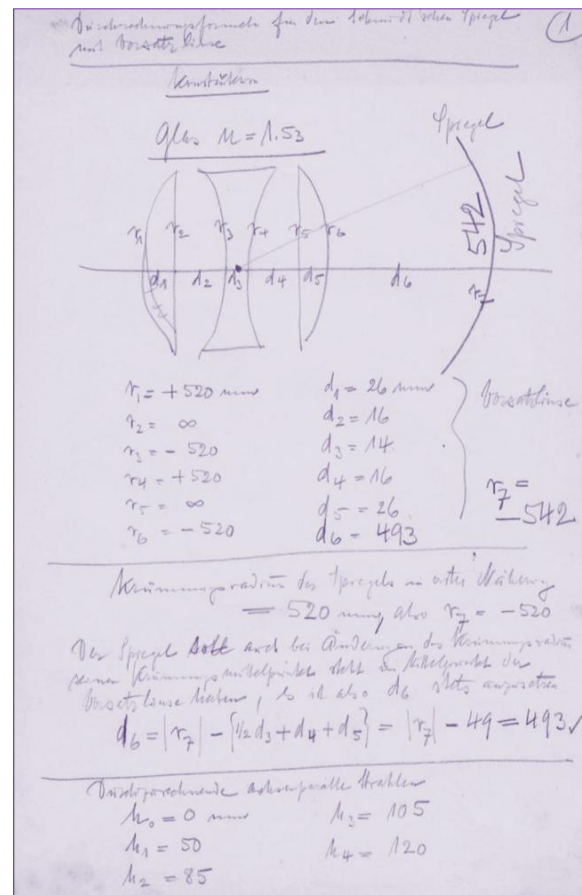 Durchrechnungsformeln für den Schmidt'schen Spiegel
mit Vorsatzlinse
1
Konstruktion
Glas n = 1.53
Spiegel
542
Spiegel
r1 r2 r3 r4 r5 r6
d1 d2 d3 d4 d5 d6
r7
r1 = +520 mm d1 = 26 mm
r2 = ∞ d2 = 16
r3 = - 520 d3 = 14
r4 = +520 d4 = 16
r5 = ∞ d5 = 26
r6 = - 520 d6 = 493
Vorsatzlinse
r7 =
- 542
Krümmungsradius des Spiegels in erster Näherung
= 520 mm, also r7 = -520
Der Spiegel soll auch bei Änderungen des Krümmungsradius
seinen Krümmungsmittelpunkt stets im Mittelpunkt der
Vorsatzlinse haben, es ist also d6 stets anzusetzen
d6 = |r7| - {1/2 d3 + d4 + d5} = |r7| - 49 = 493 ✓
Durchzurechnende achsenparallele Strahlen
h0 = 0 mm h3 = 105
h1 = 50 h4 = 120
h2 = 85